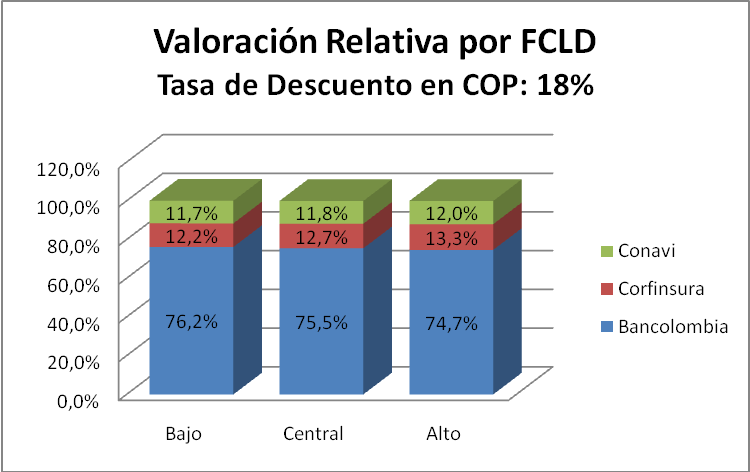 Valoración Relativa por FCLD
Tasa de Descuento en COP: 18%
120,0%
100,0%
80,0%
60,0%
40,0%
20,0%
0,0%
11,7%
11,8%
12,0%
12,2%
12,7%
13,3%
76,2%
75,5%
74,7%
Bajo
Central
Alto
Conavi
Corfinsura
Bancolombia